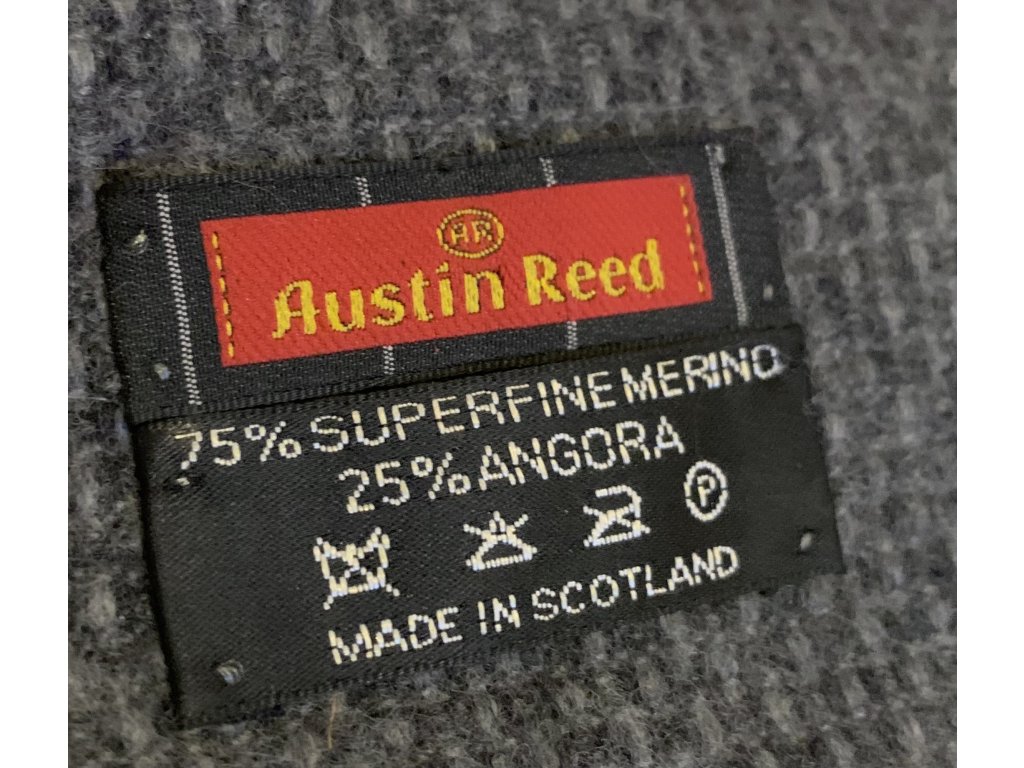 AR
Austin Reed
75% SUPERFINE MERINO
25% ANGORA
P
MADE IN SCOTLAND